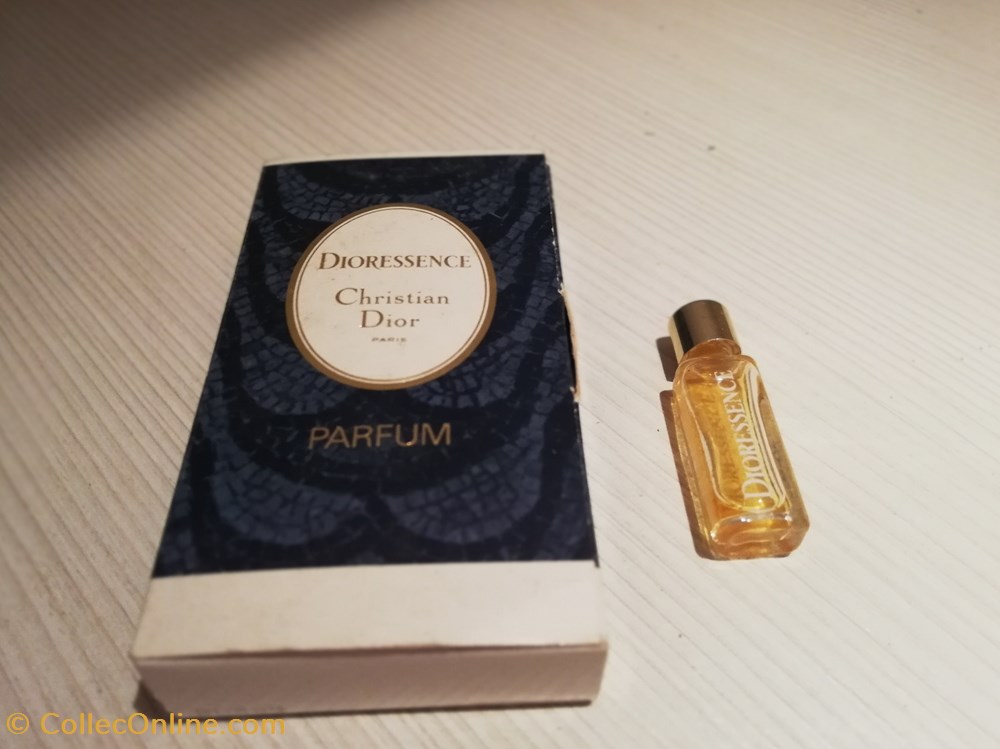 DIORESSENCE
Christian
Dior
PARIS
PARFUM
DIORESSENCE
© CollecOnline.com